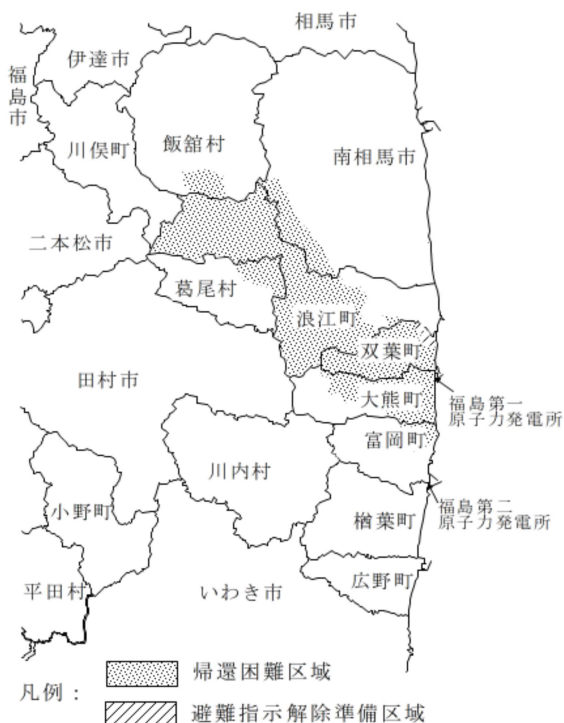 相馬市
伊達市
福島市
川俣町
飯舘村
南相馬市
二本松市
葛尾村
浪江町
双葉町
田村市
大熊町
福島第一
原子力発電所
富岡町
川内村
小野町
楢葉町
福島第二
原子力発電所
広野町
平田村
いわき市
凡例：
帰還困難区域
避難指示解除準備区域